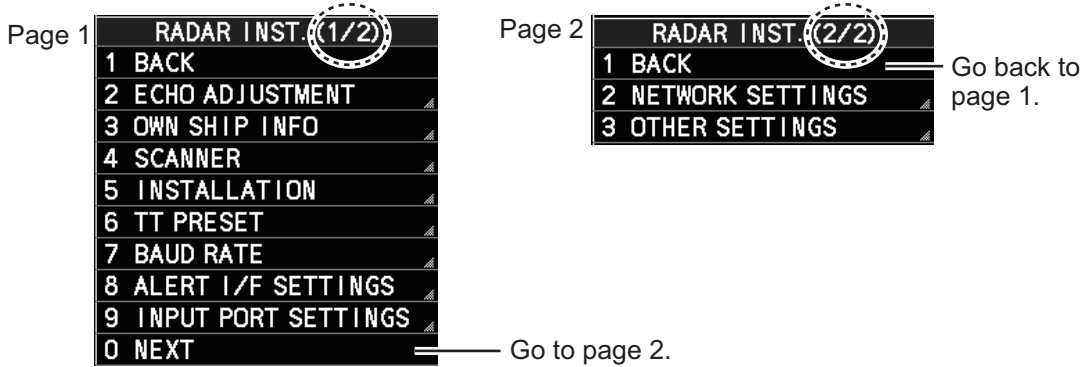 Page 1
RADAR INST. (1/2)
1 BACK
2 ECHO ADJUSTMENT
3 OWN SHIP INFO
4 SCANNER
5 INSTALLATION
6 TT PRESET
7 BAUD RATE
8 ALERT I/F SETTINGS
9 INPUT PORT SETTINGS
0 NEXT
Go to page 2.
Page 2
RADAR INST. (2/2)
1 BACK
2 NETWORK SETTINGS
3 OTHER SETTINGS
Go back to
page 1.